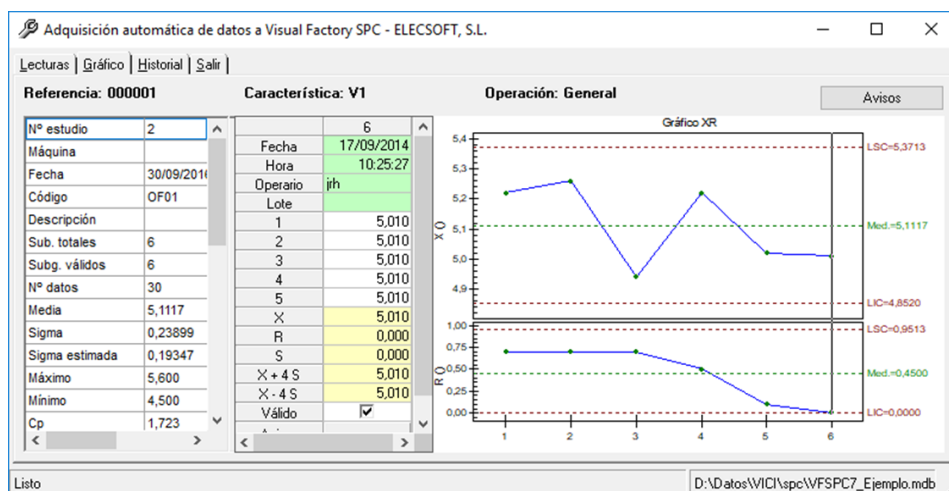 Adquisición automática de datos a Visual Factory SPC - ELECSOFT, S.L.
Lecturas Gráfico Historial Salir
Referencia: 000001 Característica: V1 Operación: General Avisos
Nº estudio 2
Máquina
Fecha 30/09/2016
Código OF01
Descripción
Sub. totales 6
Subg. válidos 6
Nº datos 30
Media 5,1117
Sigma 0,23899
Sigma estimada 0,19347
Máximo 5,600
Mínimo 4,500
Cp 1,723
6
Fecha 17/09/2014
Hora 10:25:27
Operario jrh
Lote
1 5,010
2 5,010
3 5,010
4 5,010
5 5,010
X 5,010
R 0,000
S 0,000
X + 4 S 5,010
X - 4 S 5,010
Válido
Gráfico XR
X ()
5,4
5,3
5,2
5,1
5,0
4,9
LSC=5,3713
Med.=5,1117
LIC=4,8520
R ()
1,00
0,75
0,50
0,25
0,00
LSC=0,9513
Med.=0,4500
LIC=0,0000
1 2 3 4 5 6
Listo D:\Datos\VICI\spc\VFSPC7_Ejemplo.mdb